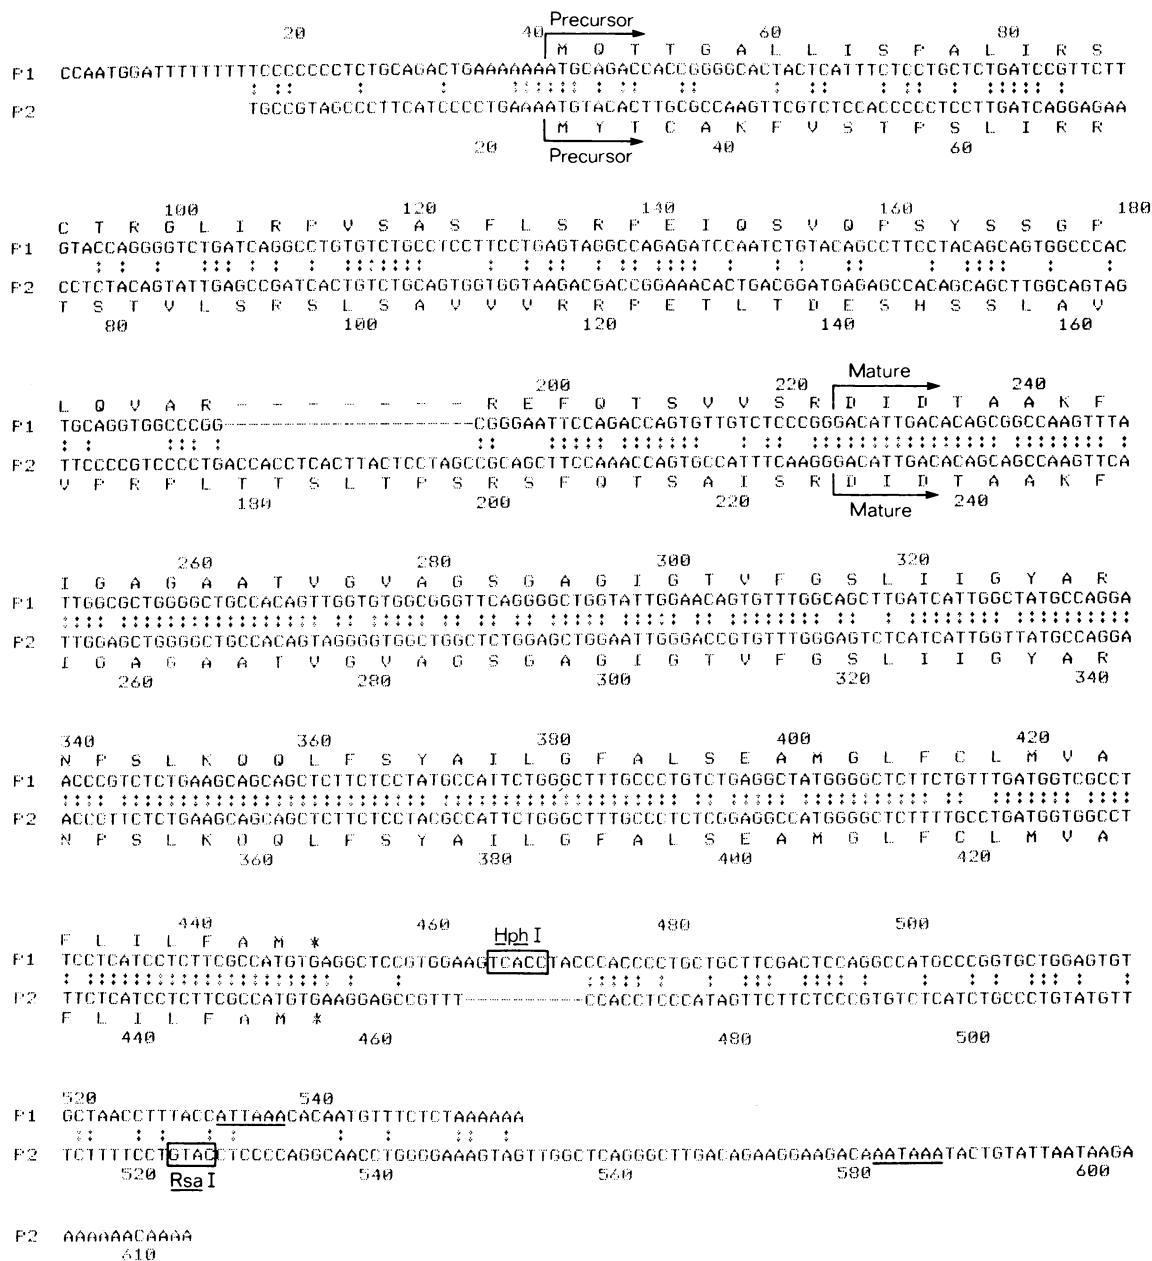 Precursor
20 40 60 80
M Q T T G A L L I S P A L I R S
P1 CCAATGGATTTTTTTTTTCCCCCCCTCTGCAGACTGAAAAAAATGCAGACCACCGGGGCACTACTCATTTCTCCTGCTCTGATCCGTTCTT
P2 TGCCGTAGCCCTTCATCCCCTGAAAATGTACACTTGCGCCAAGTTCGTCTCCACCCCCTCCTTGATCAGGAGAA
M Y T C A K F V S T P S L I R R
20 40 60
Precursor
100 120 140 160 180
C T R G L I R P V S A S F L S R P E I Q S V Q P S Y S S G P
P1 GTACCAGGGGTCTGATCAGGCCTGTGTCTGCCTCCTTCCTGAGTAGGCCAGAGATCCAATCTGTACAGCCTTCCTACAGCAGTGGCCCAC
P2 CCTCTACAGTATTGAGCCGATCACTGTCTGCAGTGGTGGTAAGACGACCGGAAACACTGACGGATGAGAGCCACAGCAGCTTGGCAGTAG
T S T V L S R S L S A V V V R R P E T L T D E S H S S L A V
80 100 120 140 160
Mature
200 220 240
L Q V A R - - - - - - - R E F Q T S V V S R D I D T A A K F
P1 TGCAGGTGGCCCGG---------------------CGGGAATTCCAGACCAGTGTTGTCTCCCGGGACATTGACACAGCGGCCAAGTTTA
P2 TTCCCCGTCCCCTGACCACCTCACTTACTCCTAGCCGCAGCTTCCAAACCAGTGCCATTTCAAGGGACATTGACACAGCAGCCAAGTTCA
V P R P L T T S L T P S R S F Q T S A I S R D I D T A A K F
180 200 220 240
Mature
260 280 300 320
I G A G A A T V G V A G S G A G I G T V F G S L I I G Y A R
P1 TTGGCGCTGGGGCTGCCACAGTTGGTGTGGCGGGTTCAGGGGCTGGTATTGGAACAGTGTTTGGCAGCTTGATCATTGGCTATGCCAGGA
P2 TTGGAGCTGGGGCTGCCACAGTAGGGGTGGCTGGCTCTGGAGCTGGAATTGGGACCGTGTTTGGGAGTCTCATCATTGGTTATGCCAGGA
I G A G A A T V G V A G S G A G I G T V F G S L I I G Y A R
260 280 300 320 340
340 360 380 400 420
N P S L K Q Q L F S Y A I L G F A L S E A M G L F C L M V A
P1 ACCCGTCTCTGAAGCAGCAGCTCTTCTCCTATGCCATTCTGGGCTTTGCCCTGTCTGAGGCTATGGGGCTCTTCTGTTTGATGGTCGCCT
P2 ACCCTTCTCTGAAGCAGCAGCTCTTCTCCTACGCCATTCTGGGCTTTGCCCTCTCGGAGGCCATGGGGCTCTTTTGCCTGATGGTGGCCT
N P S L K Q Q L F S Y A I L G F A L S E A M G L F C L M V A
360 380 400 420
440 460 Hph I 480 500
F L I L F A M *
P1 TCCTCATCCTCTTCGCCATGTGAGGCTCCGTGGAAGTCACCTACCCACCCCTGCTGCTTCGACTCCAGGCCATGCCCGGTGCTGGAGTGT
P2 TTCTCATCCTCTTCGCCATGTGAAGGAGCCGTTT----------CCACCTCCCATAGTTCTTCTCCCGTGTCTCATCTGCCCTGTATGTT
F L I L F A M *
440 460 480 500
520 540
P1 GCTAACCTTTACCATTAAACACAATGTTTCTCTAAAAAA
P2 TCTTTTCCTGTACCTCCCCAGGCAACCTGGGGAAAGTAGTTGGCTCAGGGCTTGACAGAAGGAAGACAAATAAATACTGTATTAATAAGA
520 Rsa I 540 560 580 600
P2 AAAAAACAAAA
610